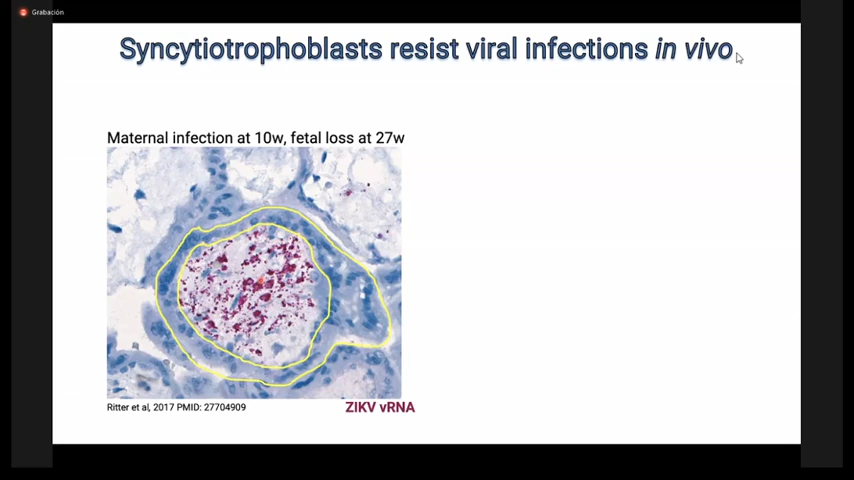 Grabación
Syncytiotrophoblasts resist viral infections in vivo
Maternal infection at 10w, fetal loss at 27w
Ritter et al, 2017 PMID: 27704909
ZIKV vRNA